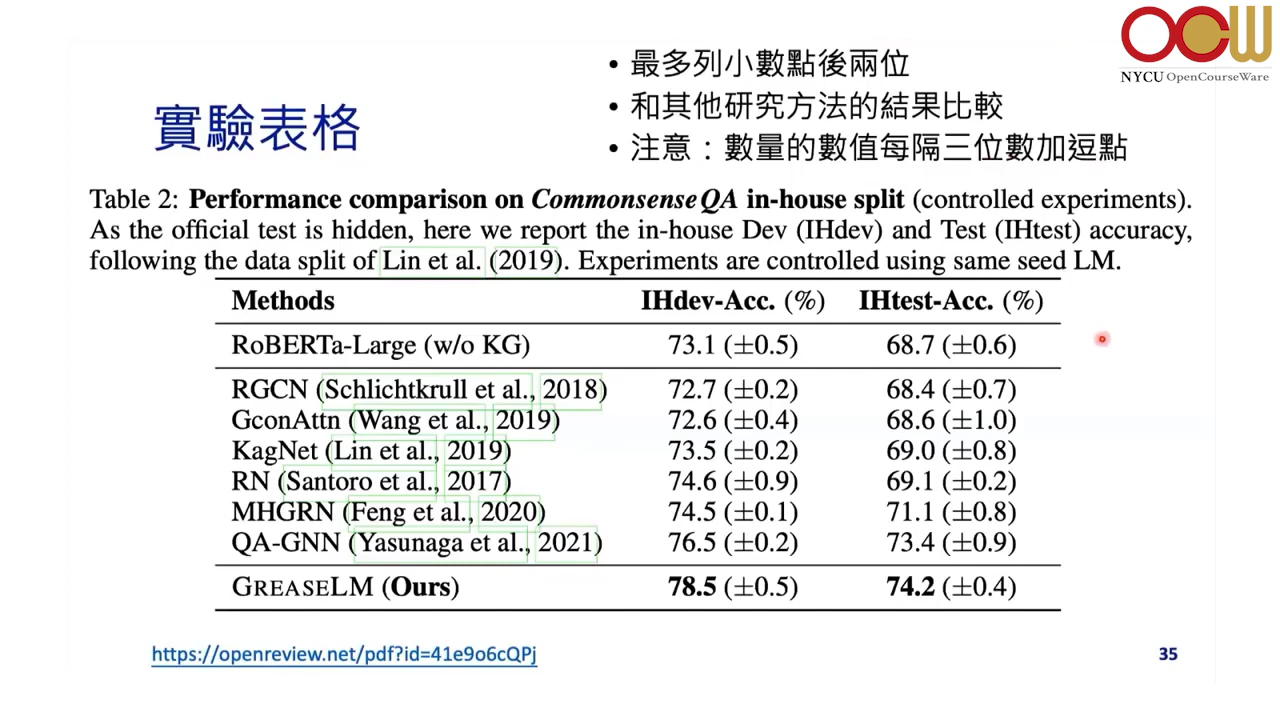 OCW
NYCU OpenCourseWare
實驗表格
• 最多列小數點後兩位
• 和其他研究方法的結果比較
• 注意：數量的數值每隔三位數加逗點
Table 2: Performance comparison on CommonsenseQA in-house split (controlled experiments).
As the official test is hidden, here we report the in-house Dev (IHdev) and Test (IHtest) accuracy,
following the data split of Lin et al. (2019). Experiments are controlled using same seed LM.
Methods IHdev-Acc. (%) IHtest-Acc. (%)
RoBERTa-Large (w/o KG) 73.1 (±0.5) 68.7 (±0.6)
RGCN (Schlichtkrull et al., 2018) 72.7 (±0.2) 68.4 (±0.7)
GconAttn (Wang et al., 2019) 72.6 (±0.4) 68.6 (±1.0)
KagNet (Lin et al., 2019) 73.5 (±0.2) 69.0 (±0.8)
RN (Santoro et al., 2017) 74.6 (±0.9) 69.1 (±0.2)
MHGRN (Feng et al., 2020) 74.5 (±0.1) 71.1 (±0.8)
QA-GNN (Yasunaga et al., 2021) 76.5 (±0.2) 73.4 (±0.9)
GREASELM (Ours) 78.5 (±0.5) 74.2 (±0.4)
https://openreview.net/pdf?id=41e9o6cQPj
35